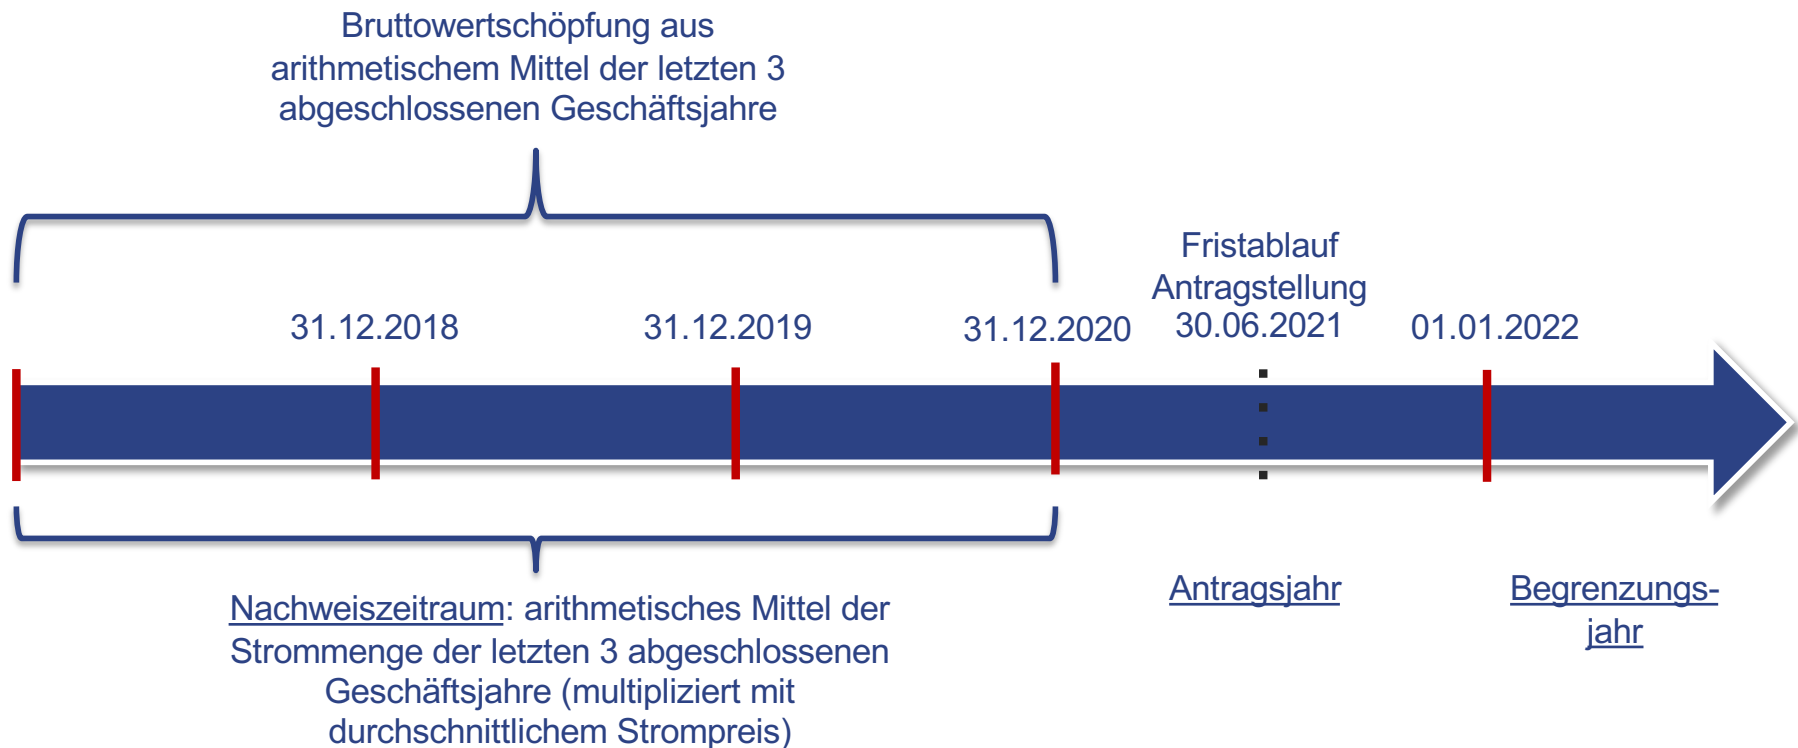 Bruttowertschöpfung aus
arithmetischem Mittel der letzten 3
abgeschlossenen Geschäftsjahre
Fristablauf
Antragstellung
31.12.2018
31.12.2019
31.12.2020
30.06.2021
01.01.2022
Nachweiszeitraum: arithmetisches Mittel der
Strommenge der letzten 3 abgeschlossenen
Geschäftsjahre (multipliziert mit
durchschnittlichem Strompreis)
Antragsjahr
Begrenzungs-
jahr